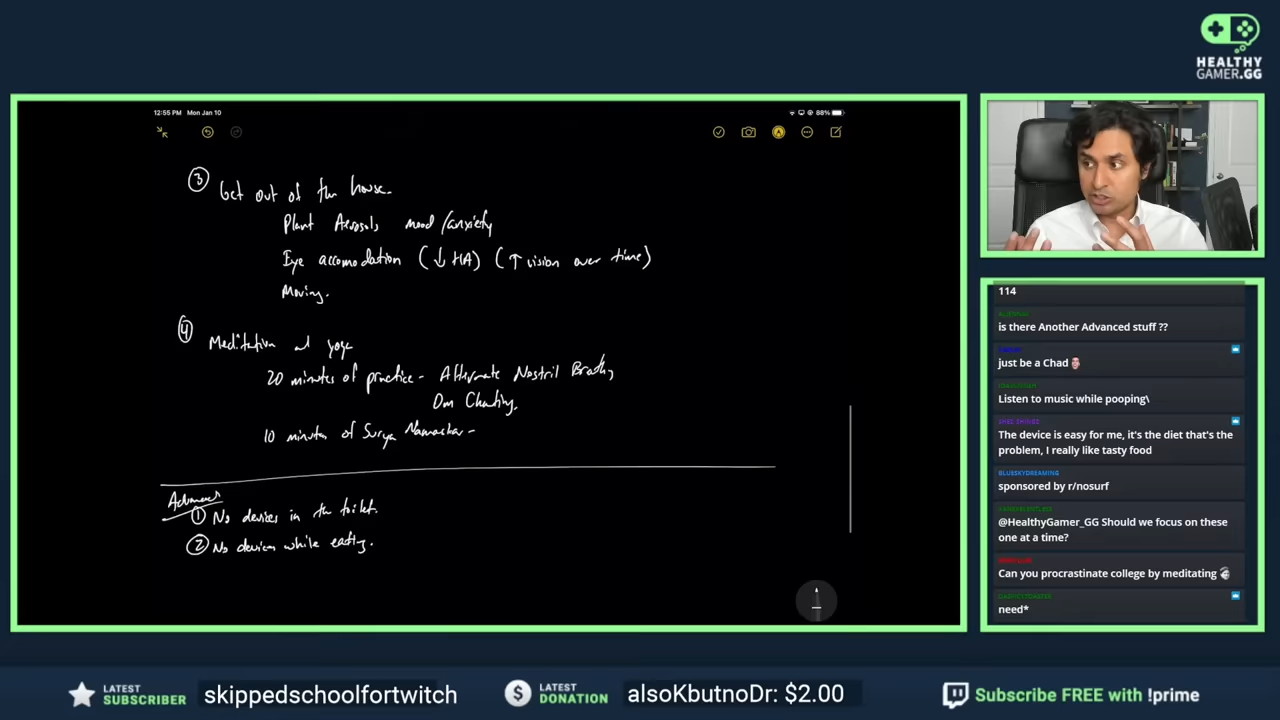 HEALTHY
GAMER.GG
12:55 PM Mon Jan 10
88%
3 Get out of the house.
Plant Aerosols mood/anxiety
Eye accomodation (↓ HA) (↑ vision over time)
Moving.
4 Meditation and yoga
20 minutes of practice - Alternate Nostril Breathing
Om Chanting.
10 minutes of Surya Namaskar -
Advanced
1 No devices in the toilet.
2 No devices while eating.
114
is there Another Advanced stuff ??
just be a Chad
Listen to music while pooping\
The device is easy for me, it's the diet that's the
problem, I really like tasty food
BLUESKYDREAMING
sponsored by r/nosurf
@HealthyGamer_GG Should we focus on these
one at a time?
Can you procrastinate college by meditating
need*
LATEST
SUBSCRIBER
skippedschoolfortwitch
LATEST
DONATION
alsoKbutnoDr: $2.00
Subscribe FREE with !prime